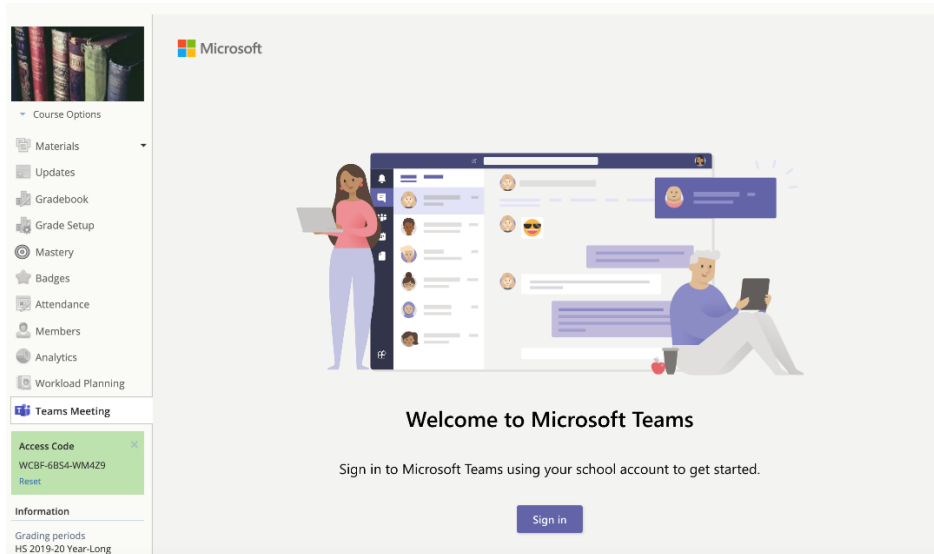 Microsoft
Course Options
Materials
Updates
Gradebook
Grade Setup
Mastery
Badges
Attendance
Members
Analytics
Workload Planning
Teams Meeting
Access Code
WCBF-6BS4-WM4Z9
Reset
Information
Grading periods
HS 2019-20 Year-Long
Welcome to Microsoft Teams
Sign in to Microsoft Teams using your school account to get started.
Sign in